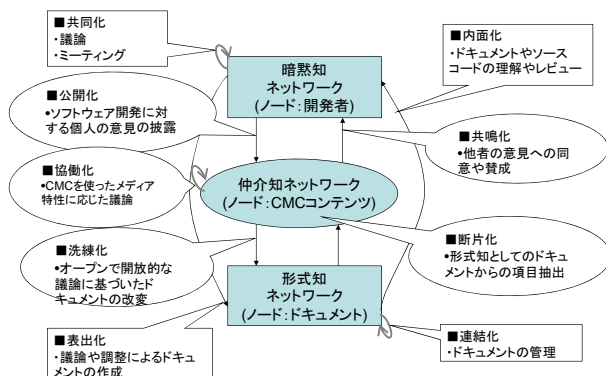 ■共同化
・議論
・ミーティング
暗黙知
ネットワーク
(ノード:開発者)
■内面化
・ドキュメントやソース
コードの理解やレビュー
■公開化
•ソフトウェア開発に対
する個人の意見の披露
■共鳴化
•他者の意見への同
意や賛成
■協働化
•CMCを使ったメディア
特性に応じた議論
仲介知ネットワーク
(ノード:CMCコンテンツ)
■洗練化
•オープンで開放的な
議論に基づいたド
キュメントの改変
■断片化
•形式知としてのドキュ
メントからの項目抽出
形式知
ネットワーク
(ノード:ドキュメント)
■表出化
・議論や調整によるドキュ
メントの作成
■連結化
・ドキュメントの管理